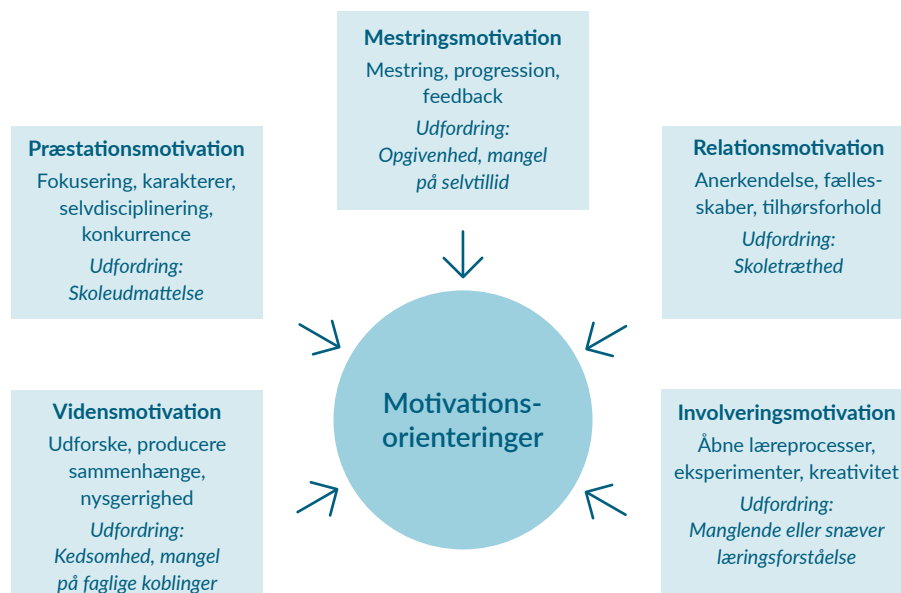 Mestringsmotivation
Mestring, progression,
feedback
Udfordring:
Opgivenhed, mangel
på selvtillid
Præstationsmotivation
Fokusering, karakterer,
selvdisciplinering,
konkurrence
Udfordring:
Skoleudmattelse
Relationsmotivation
Anerkendelse, fælles-
skaber, tilhørsforhold
Udfordring:
Skoletræthed
Motivations-
orienteringer
Vidensmotivation
Udforske, producere
sammenhænge,
nysgerrighed
Udfordring:
Kedsomhed, mangel
på faglige koblinger
Involveringsmotivation
Åbne læreprocesser,
eksperimenter, kreativitet
Udfordring:
Manglende eller snæver
læringsforståelse